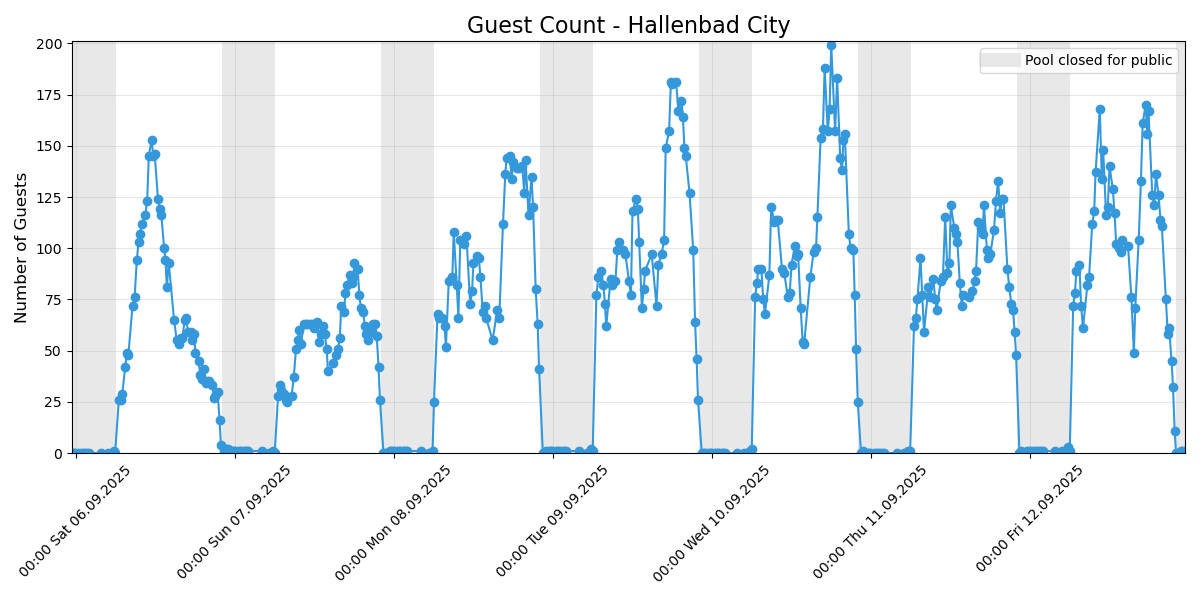 Guest Count - Hallenbad City
Pool closed for public
Number of Guests
200
175
150
125
100
75
50
25
0
00:00 Sat 06.09.2025
00:00 Sun 07.09.2025
00:00 Mon 08.09.2025
00:00 Tue 09.09.2025
00:00 Wed 10.09.2025
00:00 Thu 11.09.2025
00:00 Fri 12.09.2025